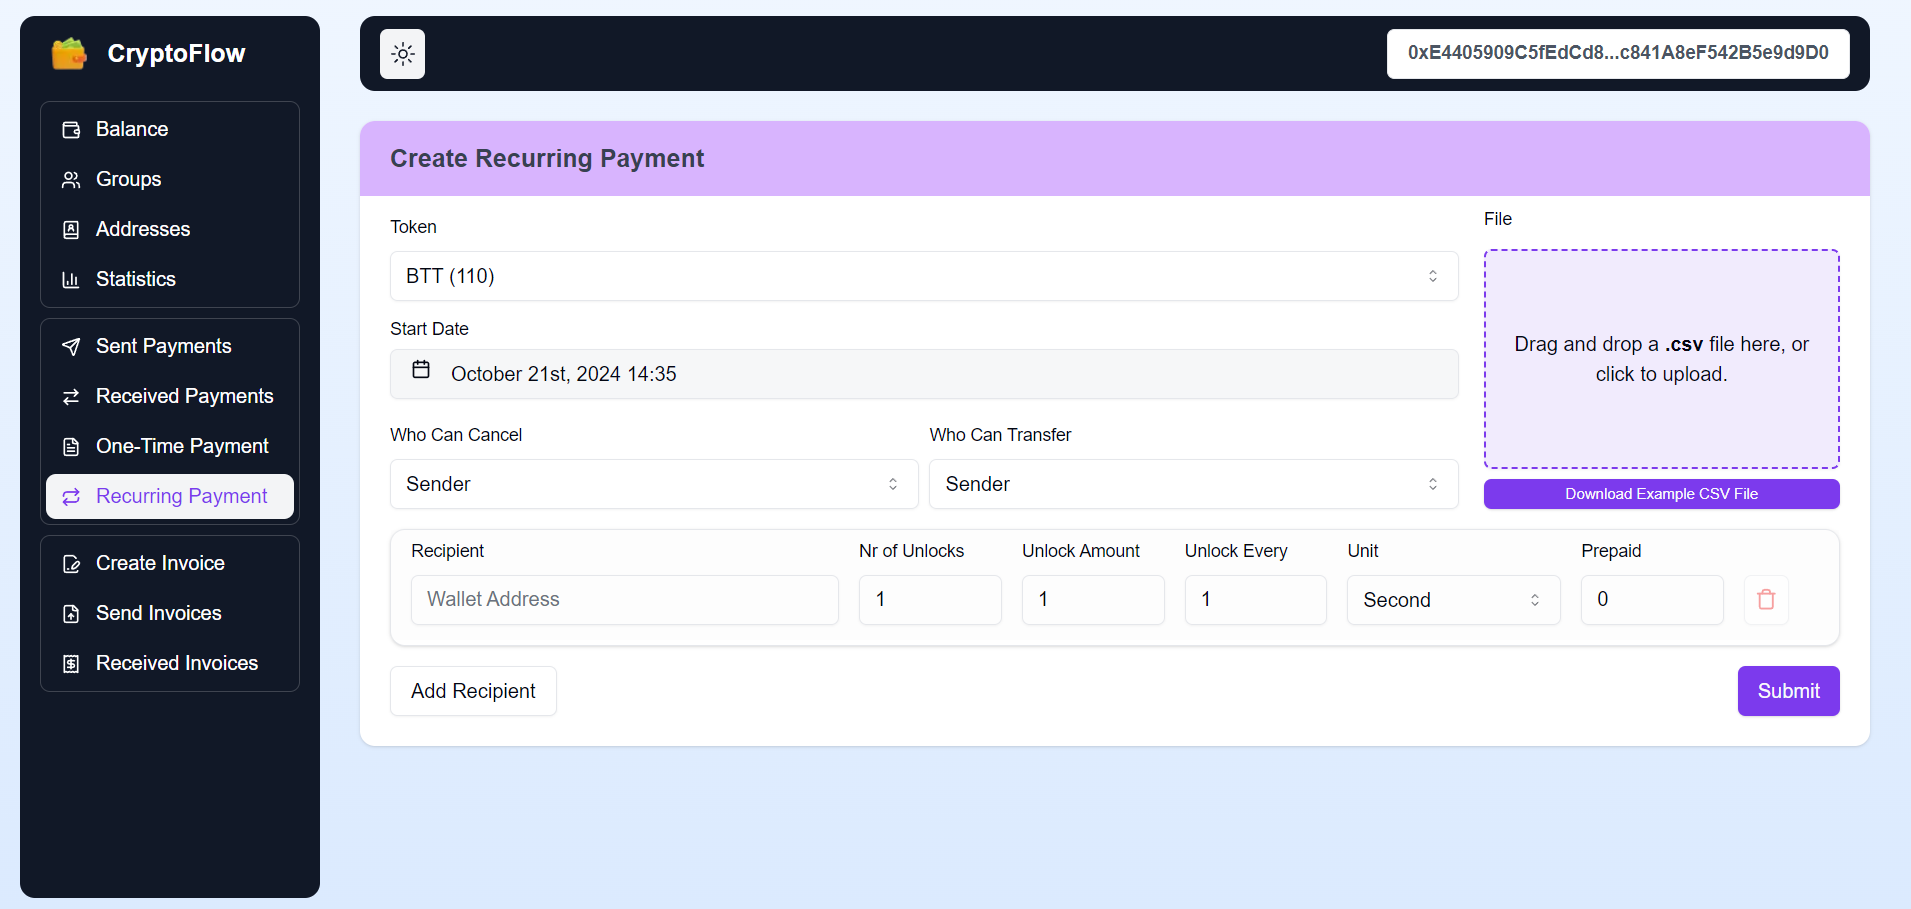 CryptoFlow
Balance
Groups
Addresses
Statistics
Sent Payments
Received Payments
One-Time Payment
Recurring Payment
Create Invoice
Send Invoices
Received Invoices
0xE4405909C5fEdCd8...c841A8eF542B5e9d9D0
Create Recurring Payment
Token
BTT (110)
Start Date
October 21st, 2024 14:35
Who Can Cancel
Sender
Who Can Transfer
Sender
File
Drag and drop a .csv file here, or
click to upload.
Download Example CSV File
Recipient Nr of Unlocks Unlock Amount Unlock Every Unit Prepaid
Wallet Address 1 1 1 Second 0
Add Recipient
Submit